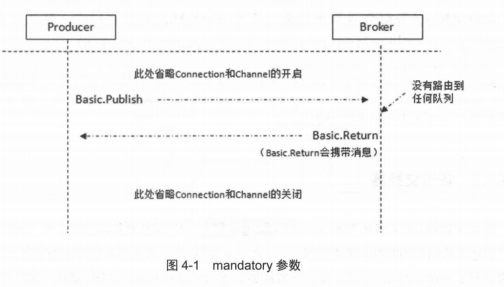 Producer
Broker
此处省略Connection和Channel的开启
没有路由到
任何队列
Basic.Publish
Basic.Return
（Basic.Return会携带消息）
此处省略Connection和Channel的关闭
图 4-1 mandatory 参数